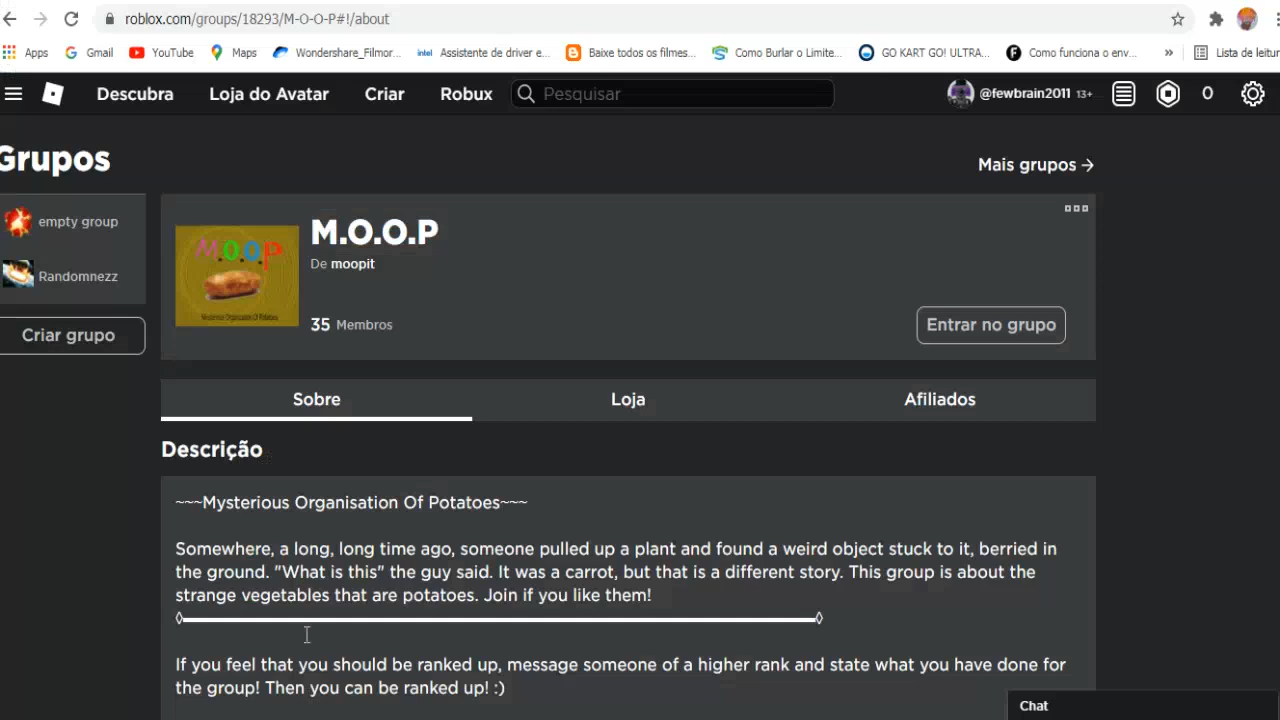 roblox.com/groups/18293/M-O-O-P#!/about
Apps Gmail YouTube Maps Wondershare_Filmor... intel Assistente de driver e... Baixe todos os filmes... Como Burlar o Limite... GO KART GO! ULTRA... Como funciona o env... » Lista de leitur
Descubra Loja do Avatar Criar Robux Pesquisar @fewbrain2011 13+ 0
Grupos
Mais grupos →
empty group
Randomnezz
Criar grupo
M.o.o.p
M.O.O.P
De moopit
35 Membros
Entrar no grupo
Sobre Loja Afiliados
Descrição
~~~Mysterious Organisation Of Potatoes~~~
Somewhere, a long, long time ago, someone pulled up a plant and found a weird object stuck to it, berried in
the ground. "What is this" the guy said. It was a carrot, but that is a different story. This group is about the
strange vegetables that are potatoes. Join if you like them!
If you feel that you should be ranked up, message someone of a higher rank and state what you have done for
the group! Then you can be ranked up! :)
Chat